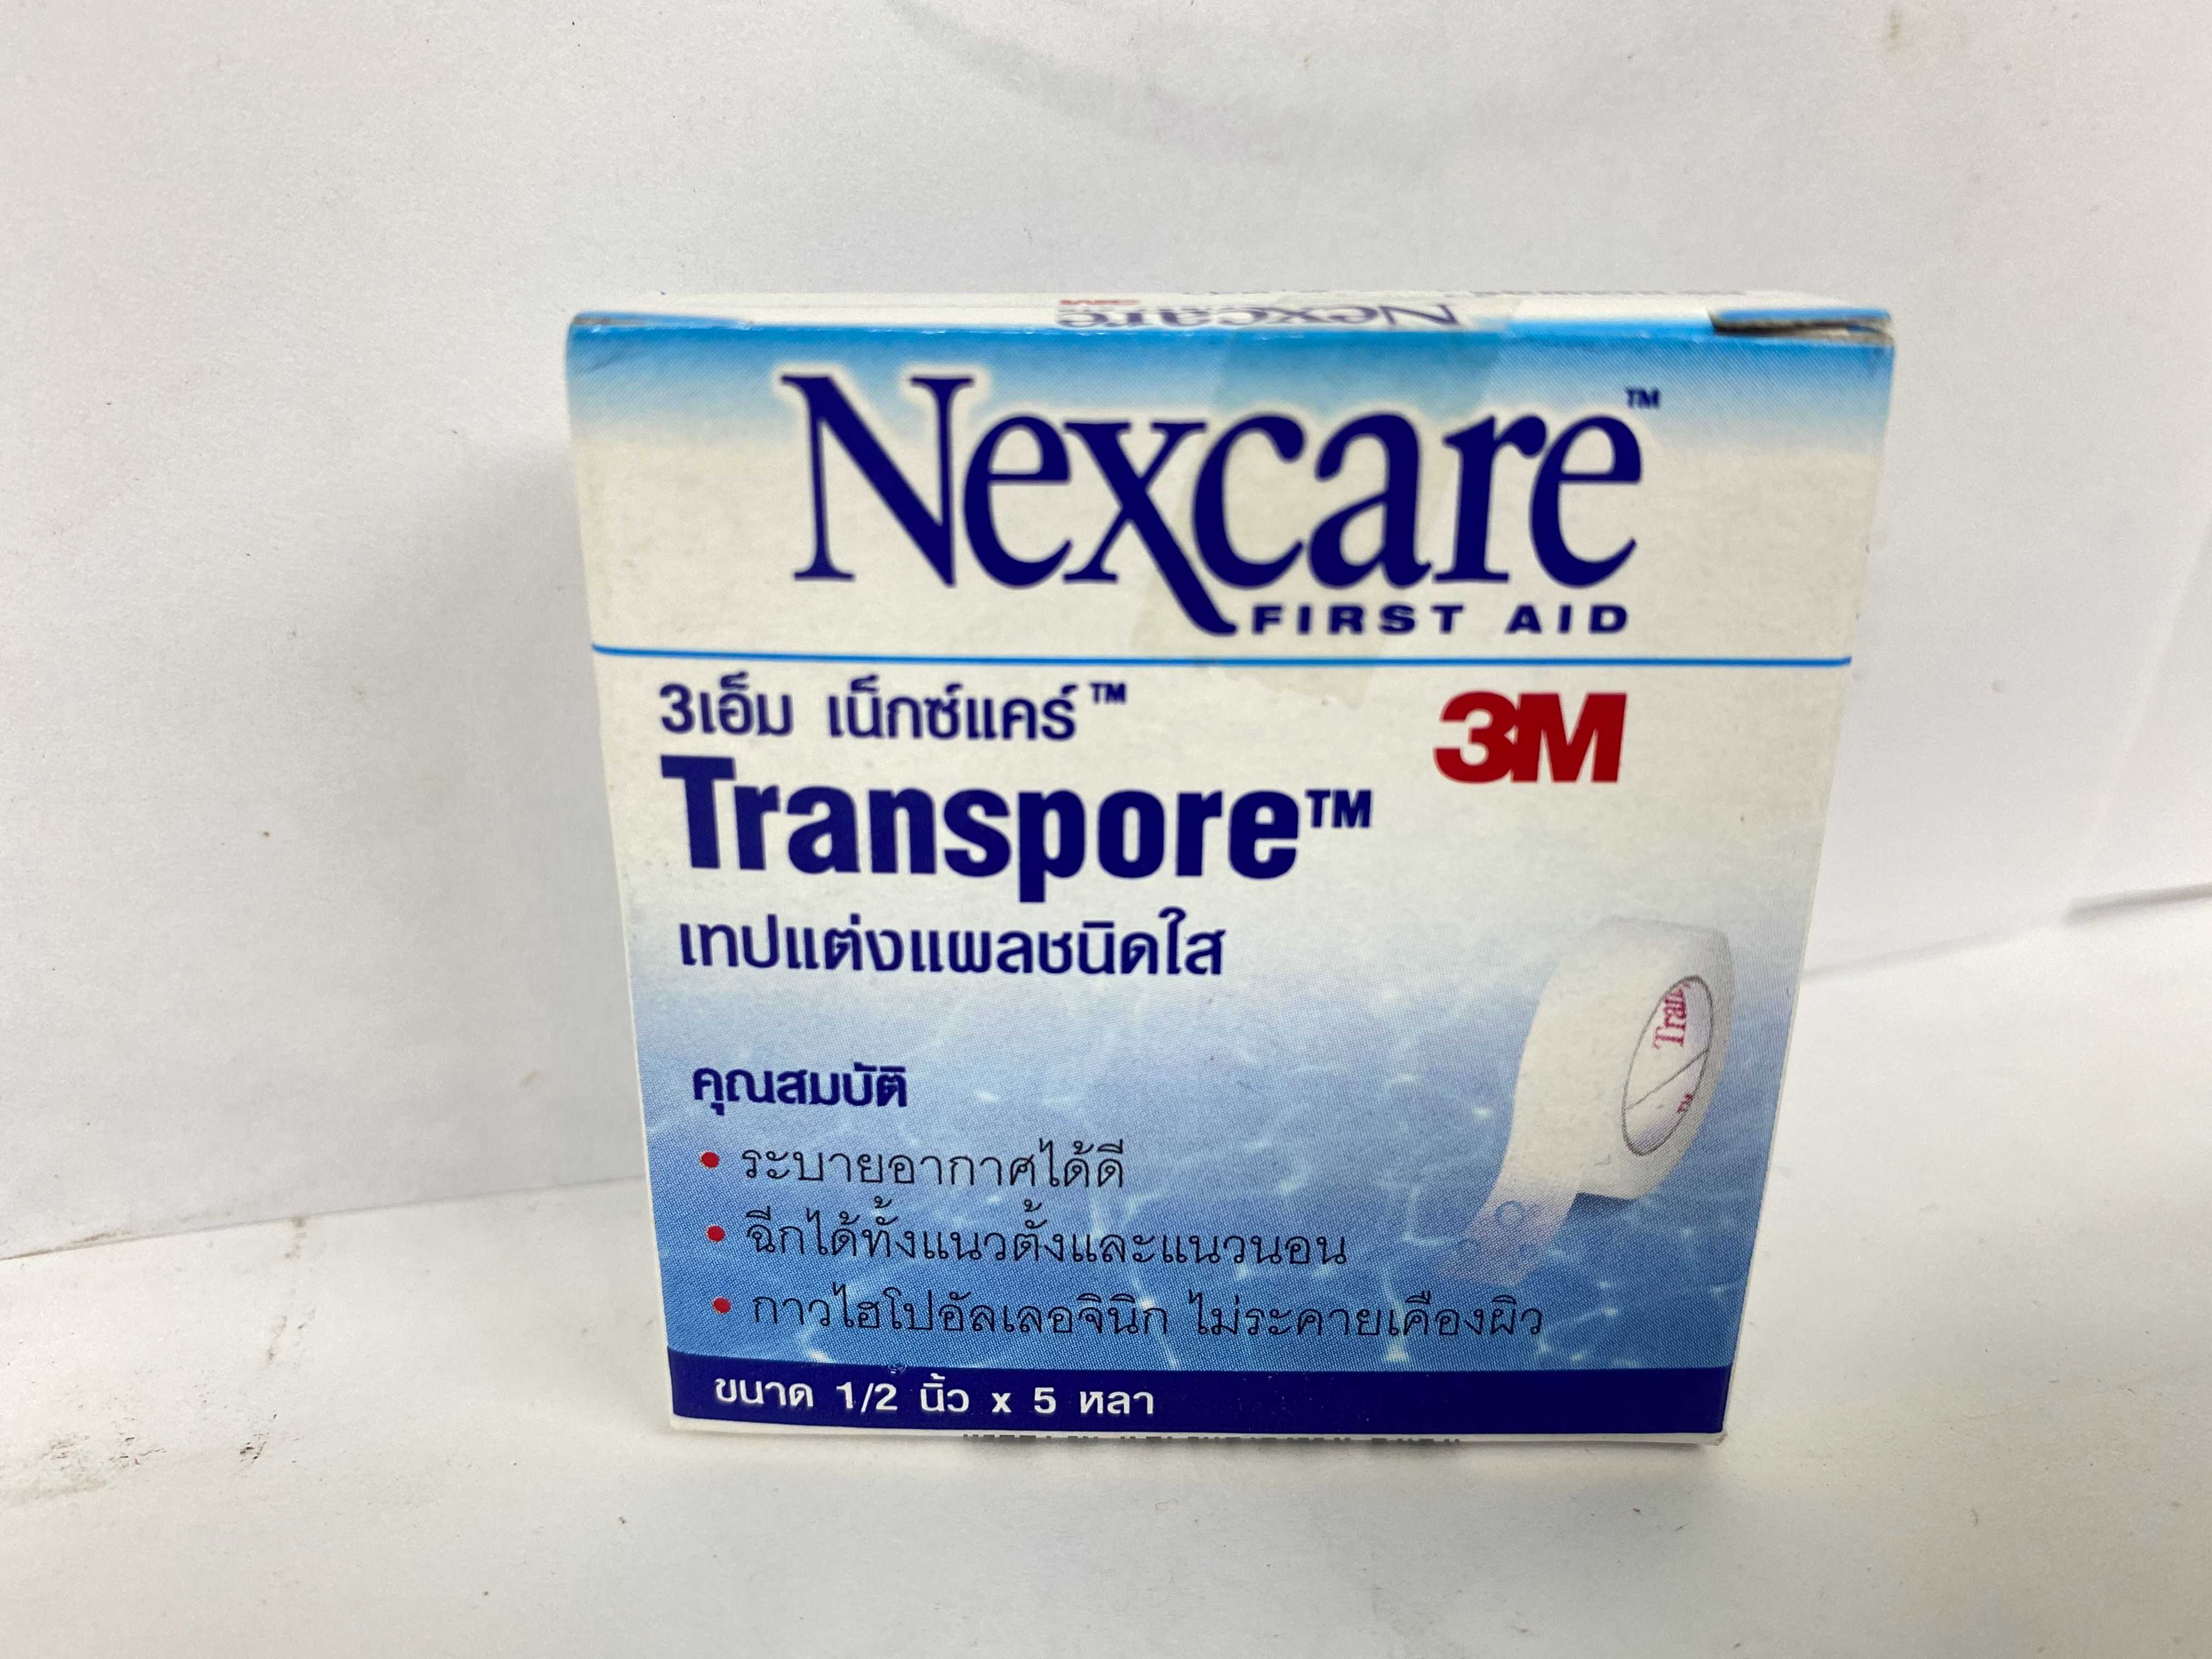 Nexcare
Nexcare™
FIRST AID
3เอ็ม เน็กซ์แคร์™
3M
Transpore™
เทปแต่งแผลชนิดใส
Tran
™
คุณสมบัติ
• ระบายอากาศได้ดี
• ฉีกได้ทั้งแนวตั้งและแนวนอน
• กาวไฮโปอัลเลอจินิก ไม่ระคายเคืองผิว
ขนาด 1/2 นิ้ว x 5 หลา